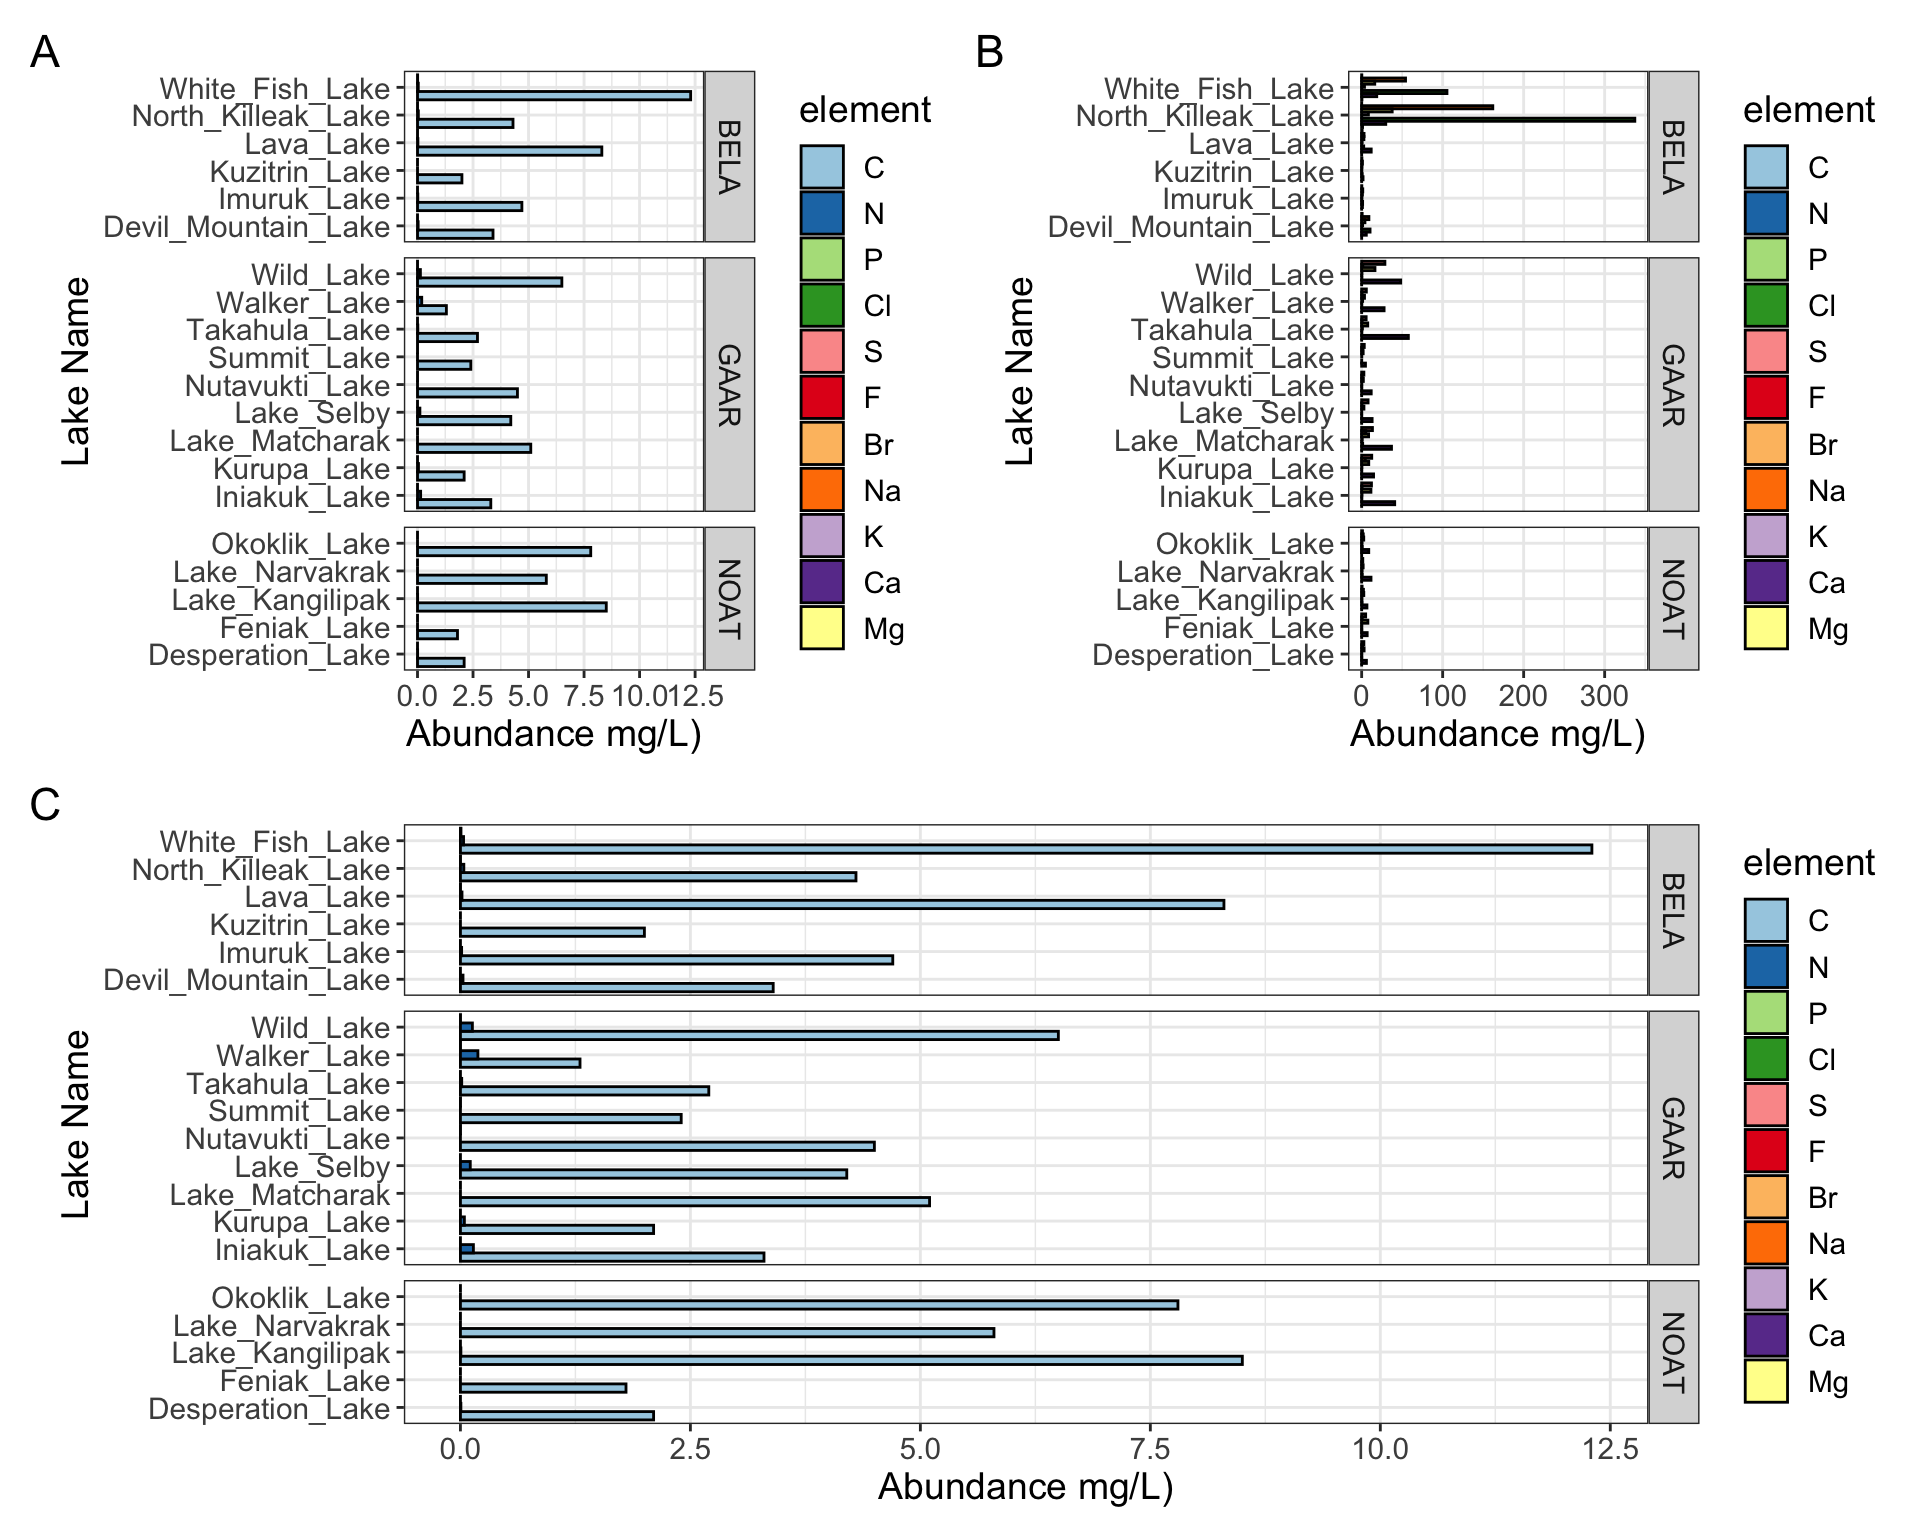 A
White_Fish_Lake
North_Killeak_Lake
Lava_Lake
Kuzitrin_Lake
Imuruk_Lake
Devil_Mountain_Lake
BELA
Wild_Lake
Walker_Lake
Takahula_Lake
Summit_Lake
Nutavukti_Lake
Lake_Selby
Lake_Matcharak
Kurupa_Lake
Iniakuk_Lake
GAAR
Okoklik_Lake
Lake_Narvakrak
Lake_Kangilipak
Feniak_Lake
Desperation_Lake
NOAT
Lake Name
0.0 2.5 5.0 7.5 10.0 12.5
Abundance mg/L)
element
C
N
P
Cl
S
F
Br
Na
K
Ca
Mg
B
White_Fish_Lake
North_Killeak_Lake
Lava_Lake
Kuzitrin_Lake
Imuruk_Lake
Devil_Mountain_Lake
BELA
Wild_Lake
Walker_Lake
Takahula_Lake
Summit_Lake
Nutavukti_Lake
Lake_Selby
Lake_Matcharak
Kurupa_Lake
Iniakuk_Lake
GAAR
Okoklik_Lake
Lake_Narvakrak
Lake_Kangilipak
Feniak_Lake
Desperation_Lake
NOAT
Lake Name
0 100 200 300
Abundance mg/L)
element
C
N
P
Cl
S
F
Br
Na
K
Ca
Mg
C
White_Fish_Lake
North_Killeak_Lake
Lava_Lake
Kuzitrin_Lake
Imuruk_Lake
Devil_Mountain_Lake
BELA
Wild_Lake
Walker_Lake
Takahula_Lake
Summit_Lake
Nutavukti_Lake
Lake_Selby
Lake_Matcharak
Kurupa_Lake
Iniakuk_Lake
GAAR
Okoklik_Lake
Lake_Narvakrak
Lake_Kangilipak
Feniak_Lake
Desperation_Lake
NOAT
Lake Name
0.0 2.5 5.0 7.5 10.0 12.5
Abundance mg/L)
element
C
N
P
Cl
S
F
Br
Na
K
Ca
Mg